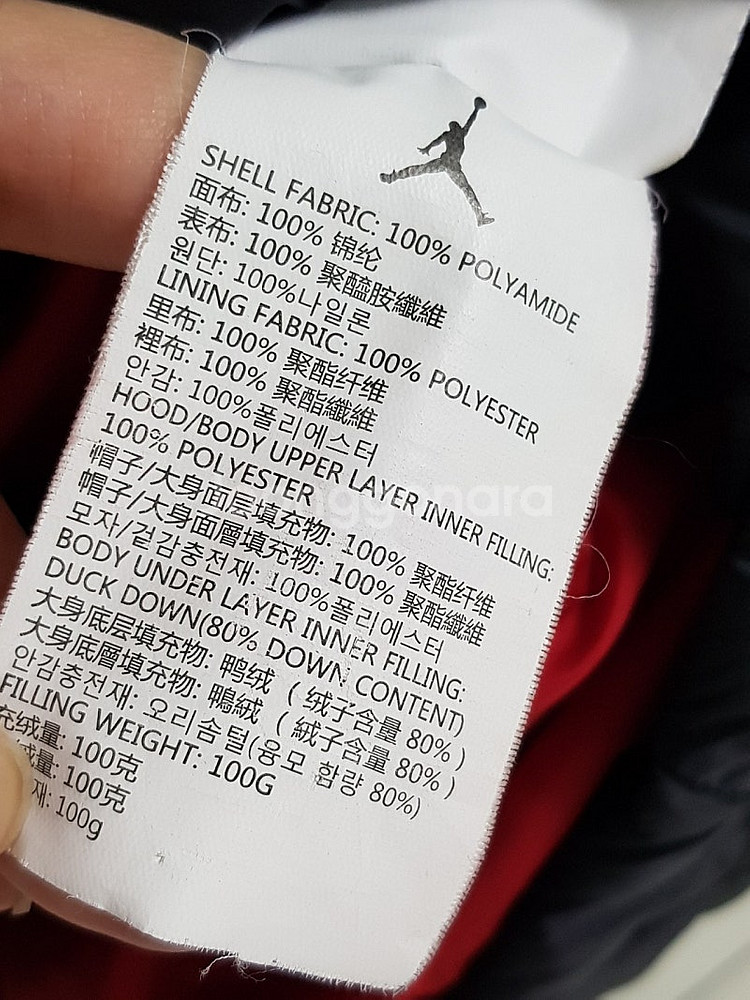 SHELL FABRIC: 100% POLYAMIDE
面布: 100% 锦纶
表布: 100% 聚醯胺纖維
원단: 100%나일론
LINING FABRIC: 100% POLYESTER
里布: 100% 聚酯纤维
裡布: 100% 聚酯纖維
안감: 100%폴리에스터
HOOD/BODY UPPER LAYER INNER FILLING:
100% POLYESTER
帽子/大身面层填充物: 100% 聚酯纤维
帽子/大身面層填充物: 100% 聚酯纖維
모자/겉감충전재: 100%폴리에스터
BODY UNDER LAYER INNER FILLING:
DUCK DOWN(80% DOWN CONTENT)
大身/底层填充物: 鸭绒 ( 绒子含量 80% )
大身/底層填充物: 鴨絨 ( 絨子含量 80% )
안감충전재: 오리솜털(용모 함량 80%)
FILLING WEIGHT: 100G
充绒量: 100克
絨量: 100克
재: 100g